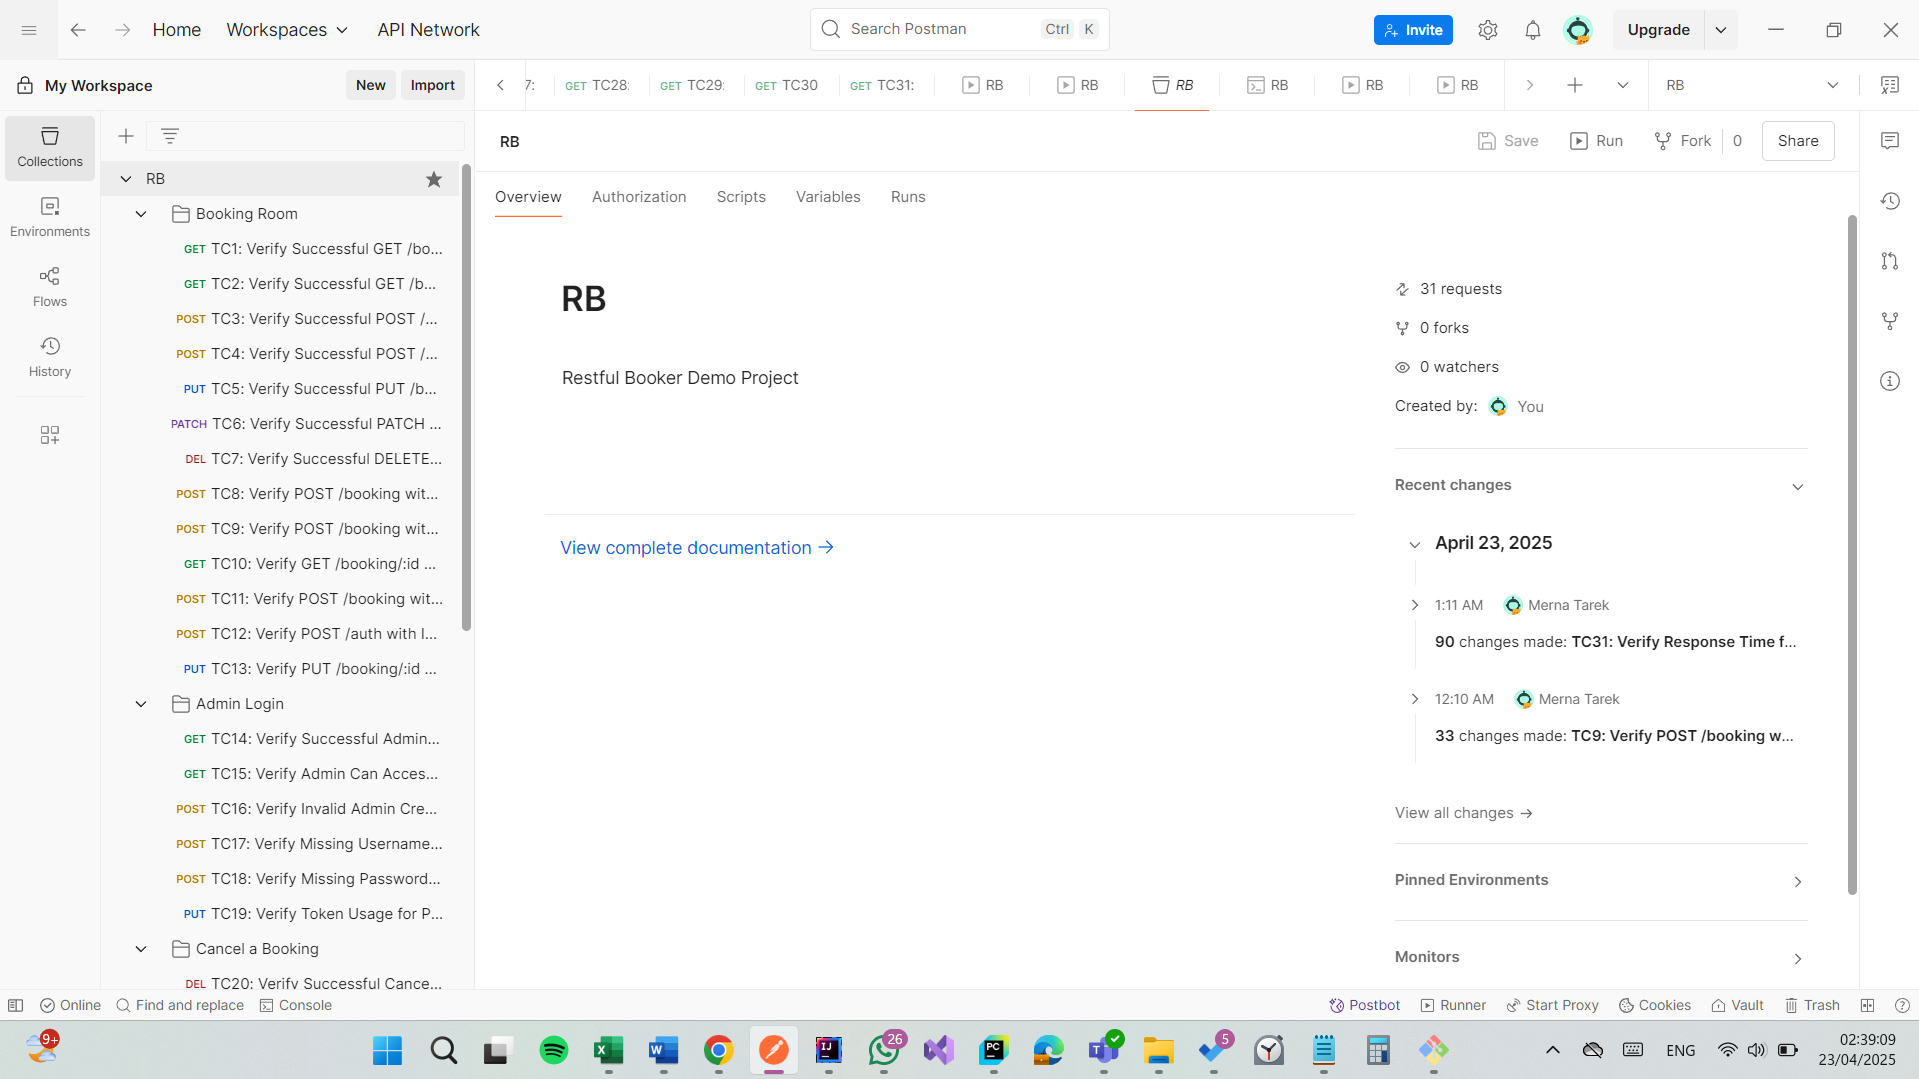 Home
Workspaces
API Network
Search Postman
Ctrl K
Invite
Upgrade
My Workspace
New
Import
7:
GET TC28:
GET TC29:
GET TC30
GET TC31:
RB
RB
RB
RB
RB
RB
RB
Collections
Environments
Flows
History
RB
Booking Room
GET TC1: Verify Successful GET /bo...
GET TC2: Verify Successful GET /b...
POST TC3: Verify Successful POST /...
POST TC4: Verify Successful POST /...
PUT TC5: Verify Successful PUT /b...
PATCH TC6: Verify Successful PATCH ...
DEL TC7: Verify Successful DELETE...
POST TC8: Verify POST /booking wit...
POST TC9: Verify POST /booking wit...
GET TC10: Verify GET /booking/:id ...
POST TC11: Verify POST /booking wit...
POST TC12: Verify POST /auth with I...
PUT TC13: Verify PUT /booking/:id ...
Admin Login
GET TC14: Verify Successful Admin...
GET TC15: Verify Admin Can Acces...
POST TC16: Verify Invalid Admin Cre...
POST TC17: Verify Missing Username...
POST TC18: Verify Missing Password...
PUT TC19: Verify Token Usage for P...
Cancel a Booking
DEL TC20: Verify Successful Cance...
RB
Save
Run
Fork 0
Share
Overview
Authorization
Scripts
Variables
Runs
RB
Restful Booker Demo Project
View complete documentation →
31 requests
0 forks
0 watchers
Created by: You
Recent changes
April 23, 2025
1:11 AM Merna Tarek
90 changes made: TC31: Verify Response Time f...
12:10 AM Merna Tarek
33 changes made: TC9: Verify POST /booking w...
View all changes →
Pinned Environments
Monitors
Online
Find and replace
Console
Postbot
Runner
Start Proxy
Cookies
Vault
Trash
9+
26
5
ENG
02:39:09
23/04/2025